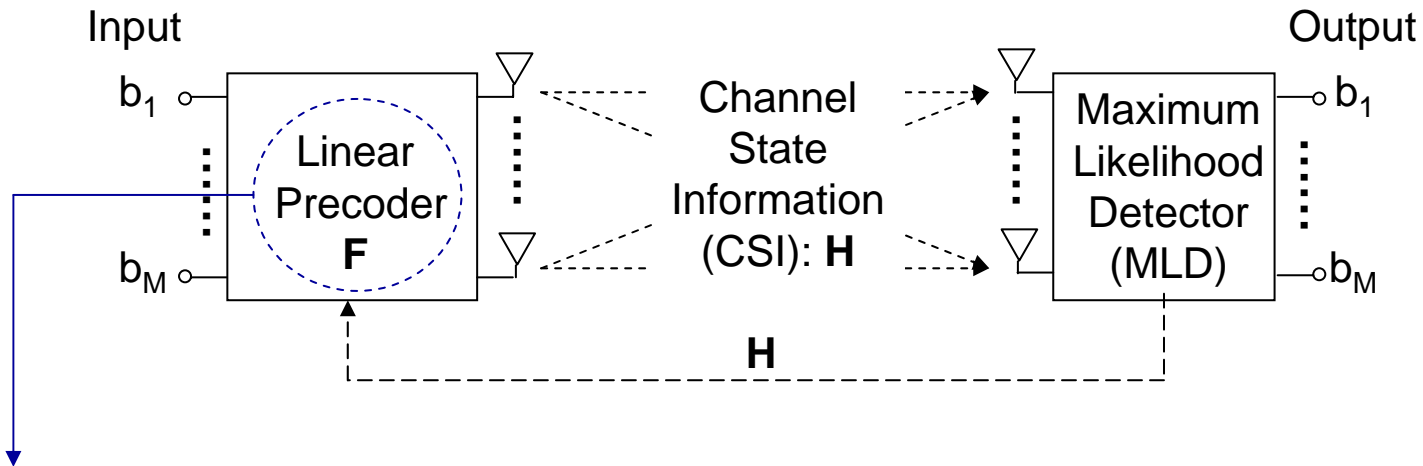 Input
b1
bM
Linear
Precoder
F
Channel
State
Information
(CSI): H
Maximum
Likelihood
Detector
(MLD)
Output
b1
bM
H